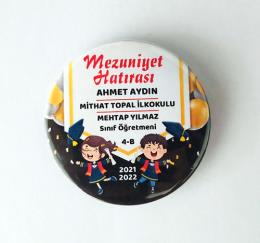 Mezuniyet
Hatırası
AHMET AYDIN
MİTHAT TOPAL İLKOKULU
MEHTAP YILMAZ
Sınıf Öğretmeni
4-B
2021
2022